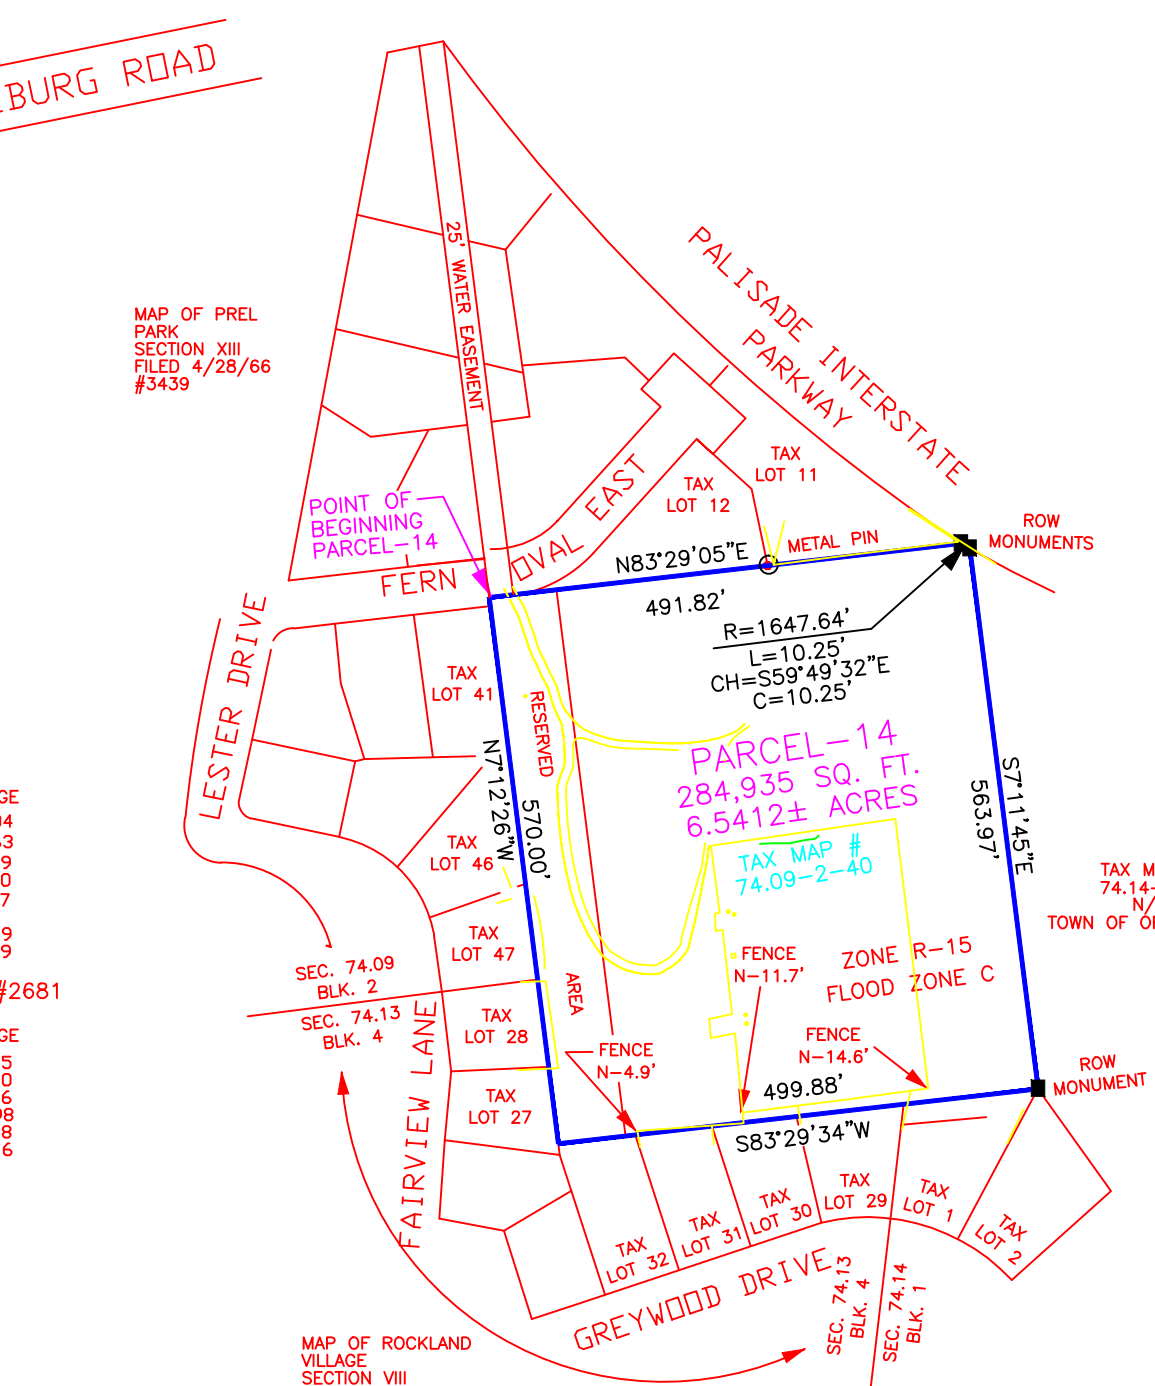 BURG ROAD
25' WATER EASEMENT
PALISADE INTERSTATE
PARKWAY
MAP OF PREL
PARK
SECTION XIII
FILED 4/28/66
#3439
TAX
LOT 11
TAX
LOT 12
POINT OF
BEGINNING
PARCEL-14
OVAL EAST
FERN
N83°29'05"E
METAL PIN
ROW
MONUMENTS
491.82'
R=1647.64'
L=10.25'
CH=S59°49'32"E
C=10.25'
LESTER DRIVE
TAX
LOT 41
RESERVED
N7°12'26"W
570.00'
PARCEL-14
284,935 SQ. FT.
6.5412± ACRES
S7°11'45"E
563.97'
TAX MAP #
74.09-2-40
TAX
LOT 46
TAX M
74.14-
N/
TOWN OF
TAX
LOT 47
FENCE
N-11.7'
ZONE R-15
FLOOD ZONE C
SEC. 74.09
BLK. 2
SEC. 74.13
BLK. 4
AREA
TAX
LOT 28
FENCE
N-4.9'
FENCE
N-14.6'
499.88'
ROW
MONUMENT
TAX
LOT 27
S83°29'34"W
FAIRVIEW LANE
TAX
LOT 32
TAX
LOT 31
TAX
LOT 30
TAX
LOT 29
TAX
LOT 1
TAX
LOT 2
GREYWOOD DRIVE
SEC. 74.13
BLK. 4
SEC. 74.14
BLK. 1
MAP OF ROCKLAND
VILLAGE
SECTION VIII
GE
#2681
GE